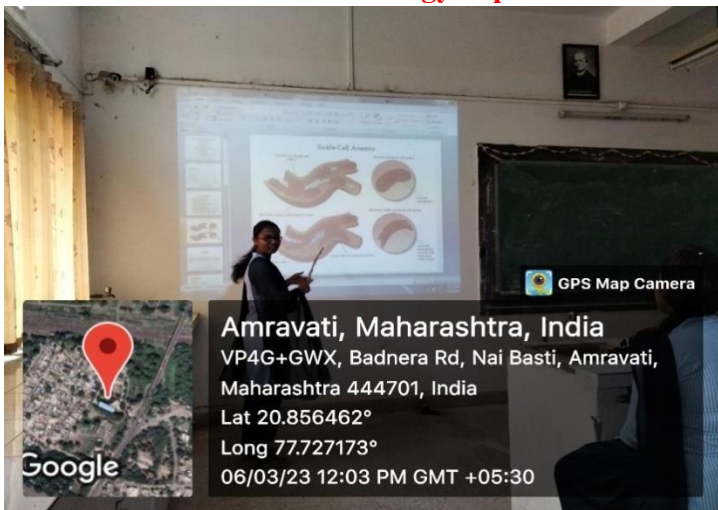 Sickle-Cell Anemia
GPS Map Camera
Amravati, Maharashtra, India
VP4G+GWX, Badnera Rd, Nai Basti, Amravati,
Maharashtra 444701, India
Lat 20.856462°
Long 77.727173°
06/03/23 12:03 PM GMT +05:30
Google